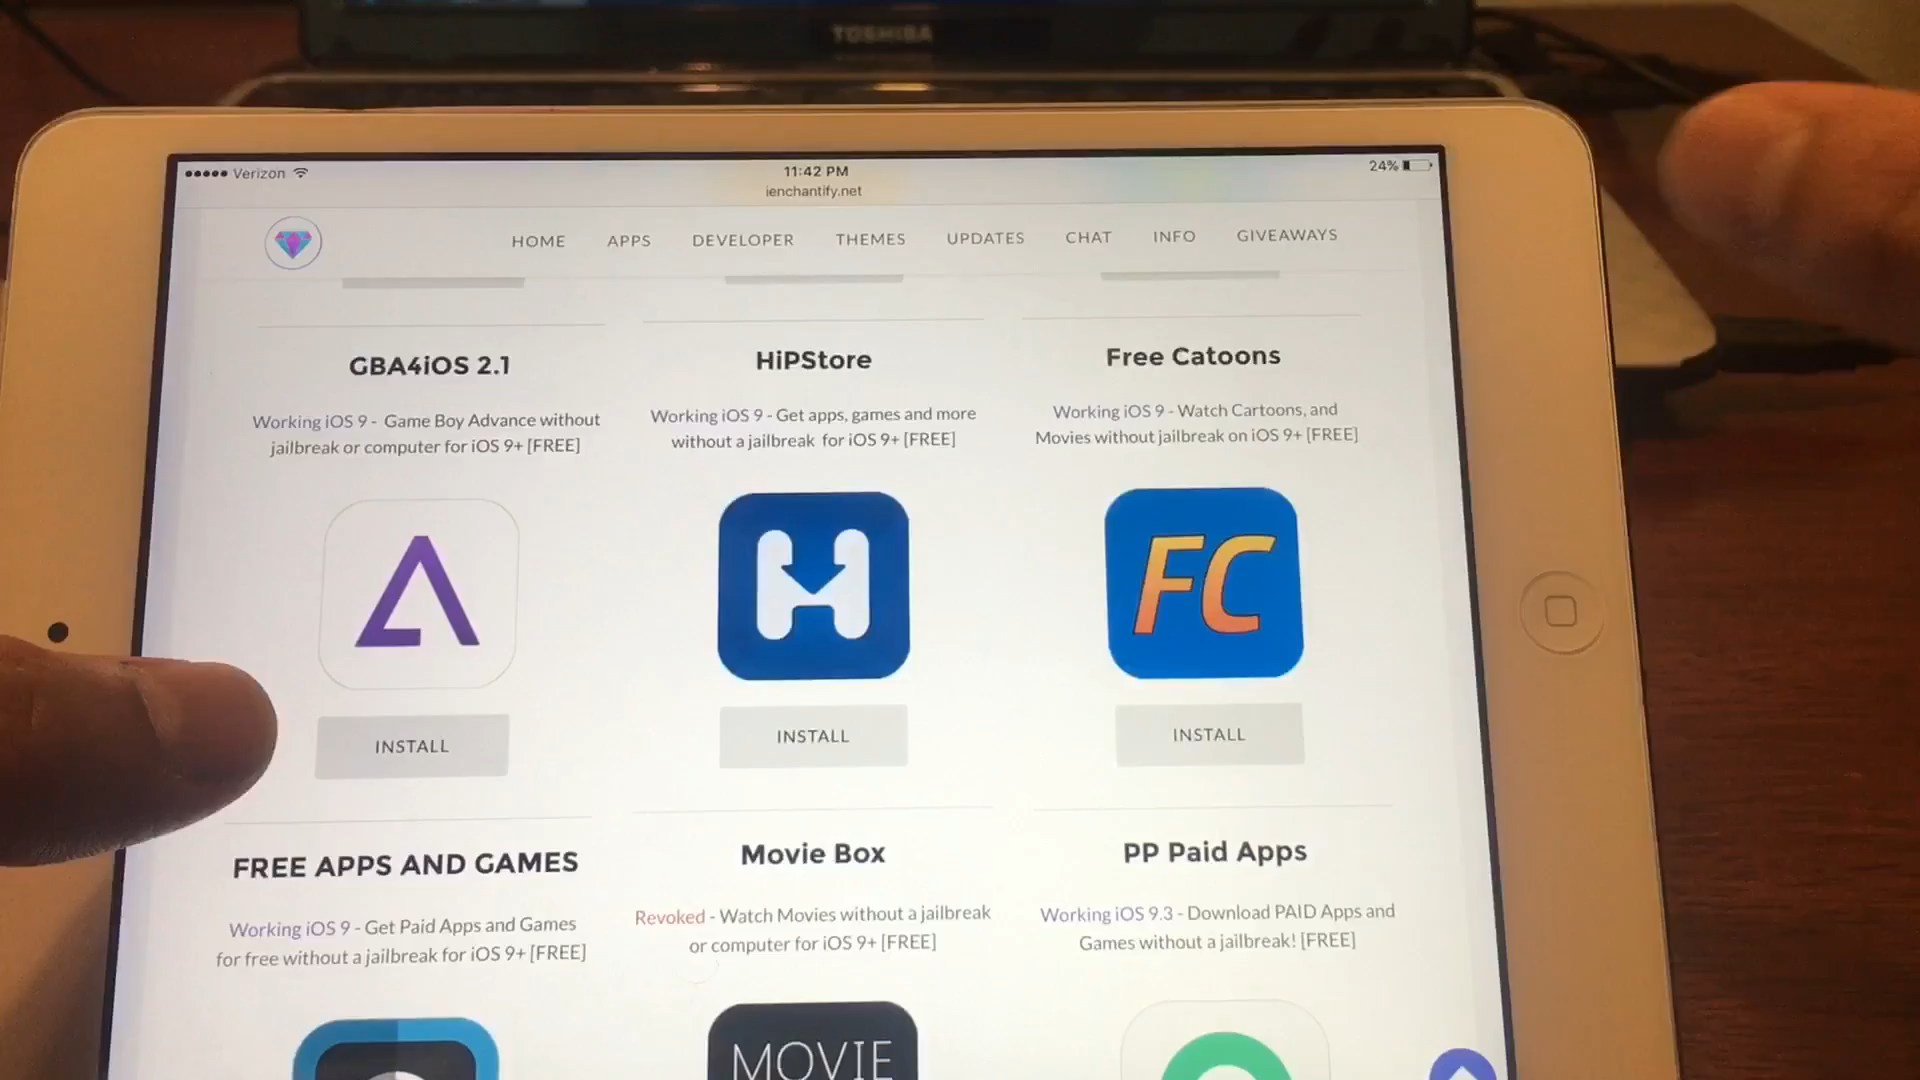 TOSHIBA
Verizon
11:42 PM
24%
ienchantify.net
HOME APPS DEVELOPER THEMES UPDATES CHAT INFO GIVEAWAYS
GBA4iOS 2.1
Working iOS 9 - Game Boy Advance without
jailbreak or computer for iOS 9+ [FREE]
INSTALL
HiPStore
Working iOS 9 - Get apps, games and more
without a jailbreak for iOS 9+ [FREE]
H
INSTALL
Free Catoons
Working iOS 9 - Watch Cartoons, and
Movies without jailbreak on iOS 9+ [FREE]
FC
INSTALL
FREE APPS AND GAMES
Working iOS 9 - Get Paid Apps and Games
for free without a jailbreak for iOS 9+ [FREE]
Movie Box
Revoked - Watch Movies without a jailbreak
or computer for iOS 9+ [FREE]
MOVIE
PP Paid Apps
Working iOS 9.3 - Download PAID Apps and
Games without a jailbreak! [FREE]